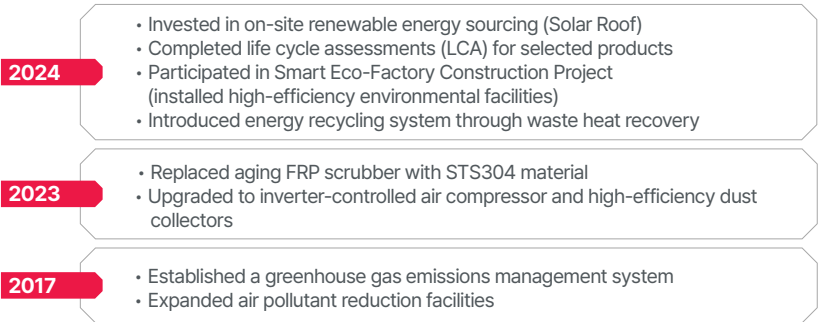 2024
• Invested in on-site renewable energy sourcing (Solar Roof)
• Completed life cycle assessments (LCA) for selected products
• Participated in Smart Eco-Factory Construction Project
(installed high-efficiency environmental facilities)
• Introduced energy recycling system through waste heat recovery
2023
• Replaced aging FRP scrubber with STS304 material
• Upgraded to inverter-controlled air compressor and high-efficiency dust
collectors
2017
• Established a greenhouse gas emissions management system
• Expanded air pollutant reduction facilities